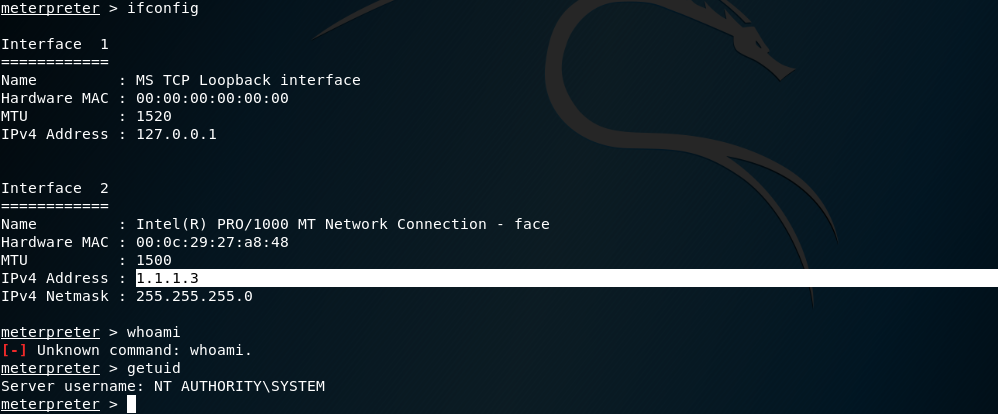 meterpreter > ifconfig
Interface  1
============
Name         : MS TCP Loopback interface
Hardware MAC : 00:00:00:00:00:00
MTU          : 1520
IPv4 Address : 127.0.0.1
Interface  2
============
Name         : Intel(R) PRO/1000 MT Network Connection - face
Hardware MAC : 00:0c:29:27:a8:48
MTU          : 1500
IPv4 Address : 1.1.1.3
IPv4 Netmask : 255.255.255.0
meterpreter > whoami
[-] Unknown command: whoami.
meterpreter > getuid
Server username: NT AUTHORITY\SYSTEM
meterpreter >